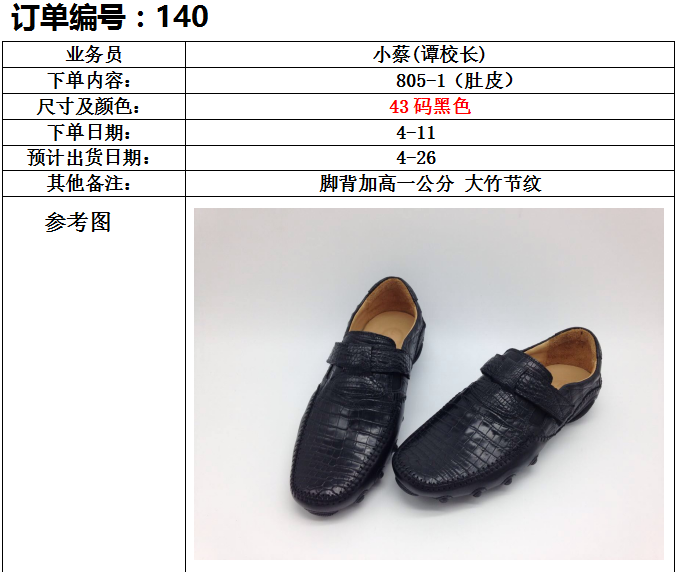 订单编号：140
业务员 小蔡(谭校长)
下单内容： 805-1（肚皮）
尺寸及颜色： 43码黑色
下单日期： 4-11
预计出货日期： 4-26
其他备注： 脚背加高一公分 大竹节纹
参考图